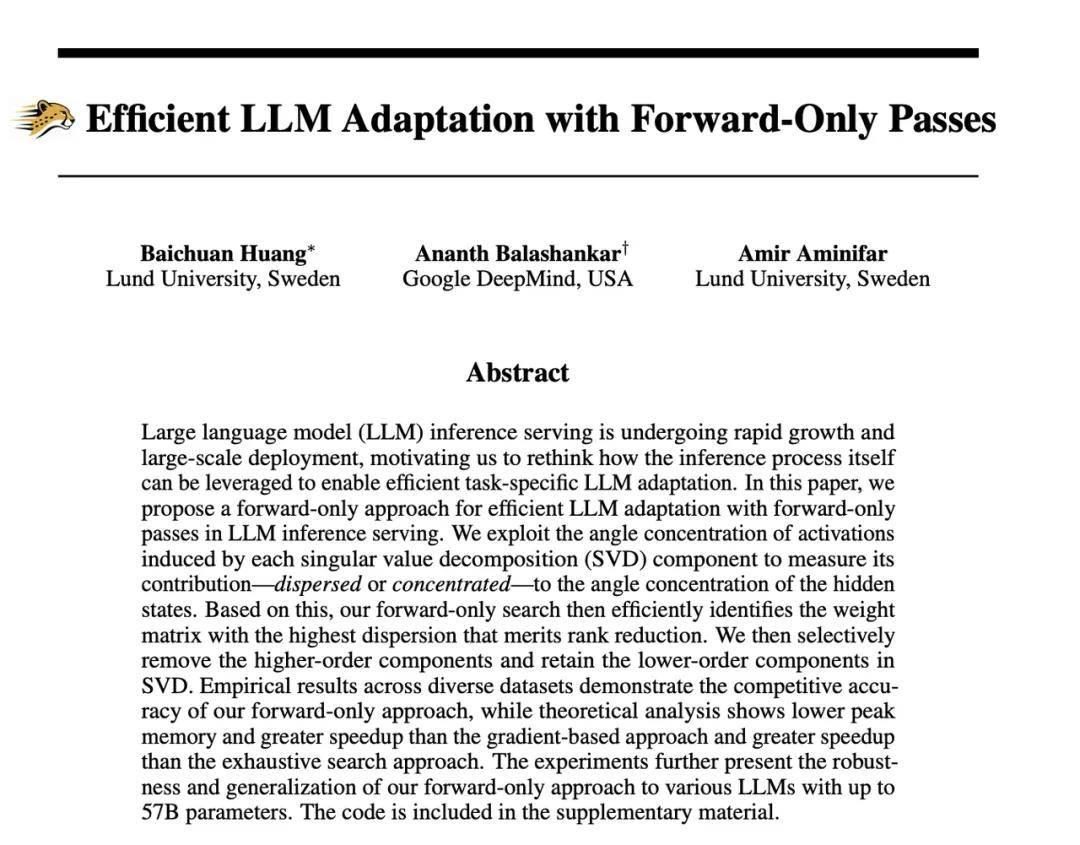 Efficient LLM Adaptation with Forward-Only Passes
Baichuan Huang* Ananth Balashankar† Amir Aminifar
Lund University, Sweden Google DeepMind, USA Lund University, Sweden
Abstract
Large language model (LLM) inference serving is undergoing rapid growth and
large-scale deployment, motivating us to rethink how the inference process itself
can be leveraged to enable efficient task-specific LLM adaptation. In this paper, we
propose a forward-only approach for efficient LLM adaptation with forward-only
passes in LLM inference serving. We exploit the angle concentration of activations
induced by each singular value decomposition (SVD) component to measure its
contribution—dispersed or concentrated—to the angle concentration of the hidden
states. Based on this, our forward-only search then efficiently identifies the weight
matrix with the highest dispersion that merits rank reduction. We then selectively
remove the higher-order components and retain the lower-order components in
SVD. Empirical results across diverse datasets demonstrate the competitive accu-
racy of our forward-only approach, while theoretical analysis shows lower peak
memory and greater speedup than the gradient-based approach and greater speedup
than the exhaustive search approach. The experiments further present the robust-
ness and generalization of our forward-only approach to various LLMs with up to
57B parameters. The code is included in the supplementary material.